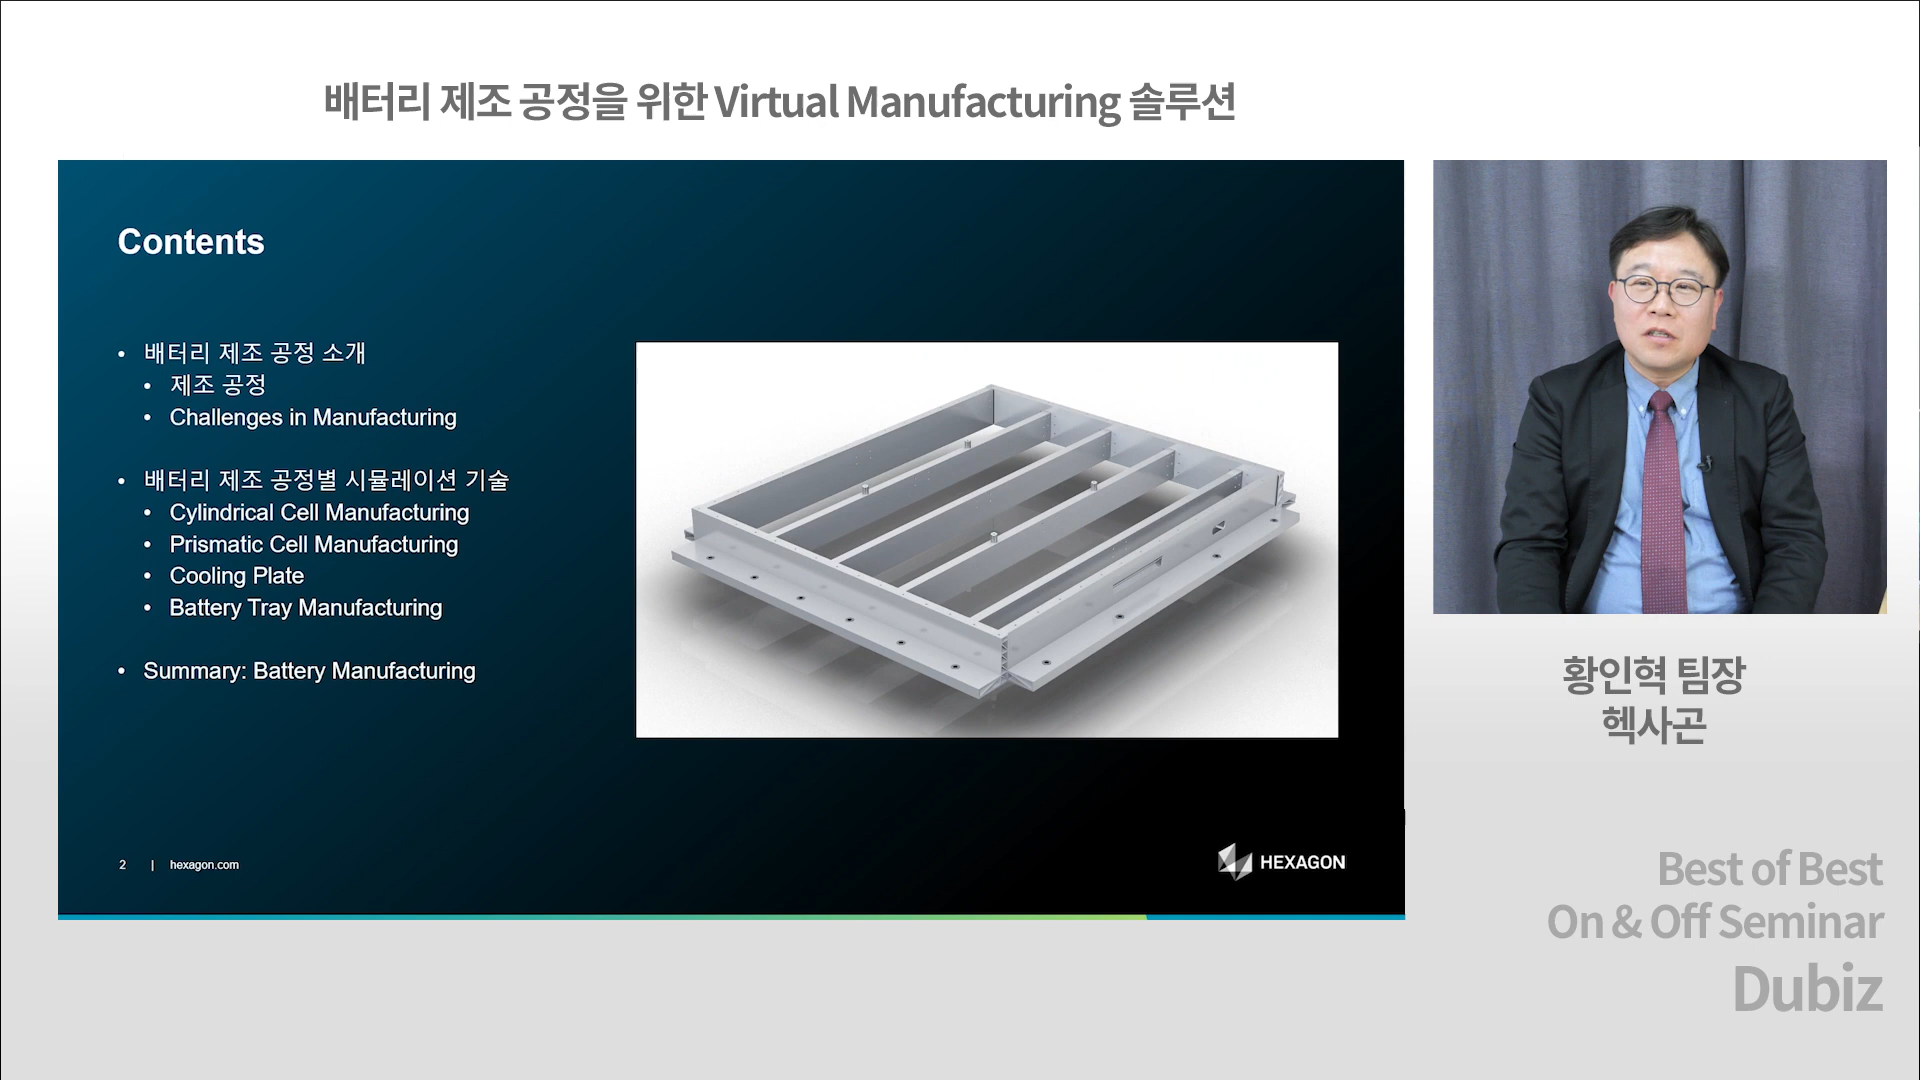 배터리 제조 공정을 위한 Virtual Manufacturing 솔루션
Contents
• 배터리 제조 공정 소개
• 제조 공정
• Challenges in Manufacturing
• 배터리 제조 공정별 시뮬레이션 기술
• Cylindrical Cell Manufacturing
• Prismatic Cell Manufacturing
• Cooling Plate
• Battery Tray Manufacturing
• Summary: Battery Manufacturing
2 | hexagon.com
HEXAGON
황인혁 팀장
헥사곤
Best of Best
On & Off Seminar
Dubiz